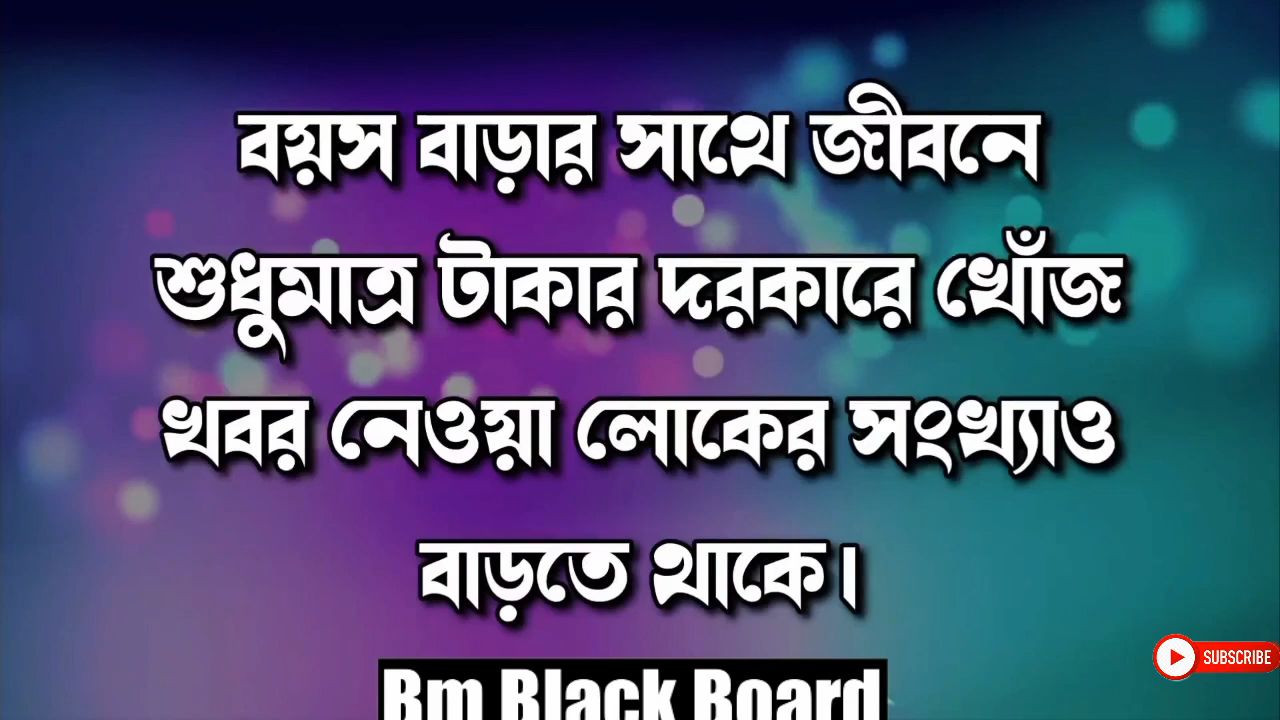 বয়স বাড়ার সাথে জীবনে
শুধুমাত্র টাকার দরকারে খোঁজ
খবর নেওয়া লোকের সংখ্যাও
বাড়তে থাকে।
SUBSCRIBE
Bm Black Board